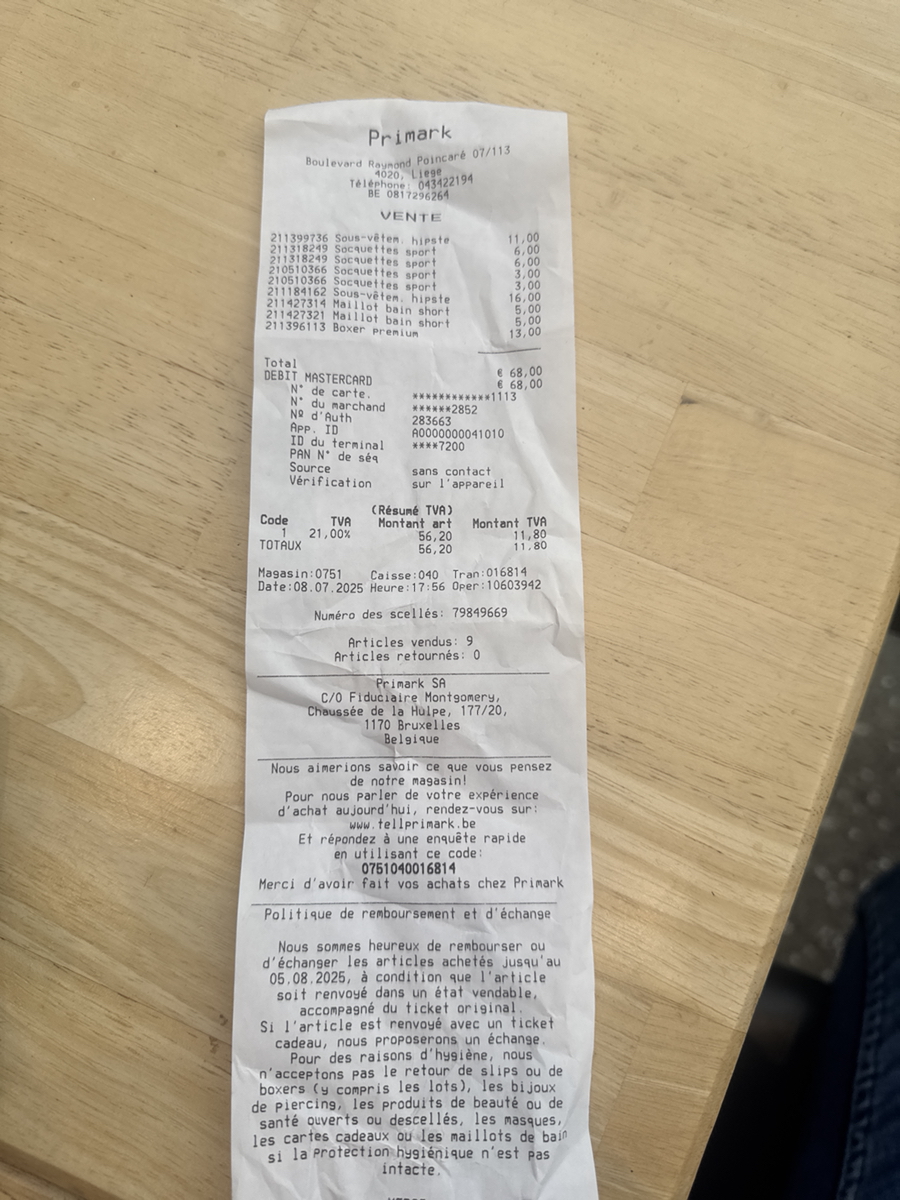 Primark
Boulevard Raymond Poincaré 07/113
4020, Liege
Téléphone: 043422194
BE 0817296264
VENTE
211399736 Sous-vêtem. hipste 11,00
211318249 Socquettes sport 6,00
211318249 Socquettes sport 6,00
210510366 Socquettes sport 3,00
210510366 Socquettes sport 3,00
211184162 Sous-vêtem. hipste 16,00
211427314 Maillot bain short 5,00
211427321 Maillot bain short 5,00
211396113 Boxer premium 13,00
Total € 68,00
DEBIT MASTERCARD € 68,00
N° de carte. ************1113
N° du marchand ******2852
Nº d'Auth 283663
App. ID A0000000041010
ID du terminal ****7200
PAN N° de séq
Source sans contact
Vérification sur l'appareil
(Résumé TVA)
Code TVA Montant art Montant TVA
1 21,00% 56,20 11,80
TOTAUX 56,20 11,80
Magasin:0751 Caisse:040 Tran:016814
Date:08.07.2025 Heure:17:56 Oper:10603942
Numéro des scellés: 79849669
Articles vendus: 9
Articles retournés: 0
Primark SA
C/O Fiduciaire Montgomery,
Chaussée de la Hulpe, 177/20,
1170 Bruxelles
Belgique
Nous aimerions savoir ce que vous pensez
de notre magasin!
Pour nous parler de votre expérience
d'achat aujourd'hui, rendez-vous sur:
www.tellprimark.be
Et répondez à une enquête rapide
en utilisant ce code:
0751040016814
Merci d'avoir fait vos achats chez Primark
Politique de remboursement et d'échange
Nous sommes heureux de rembourser ou
d'échanger les articles achetés jusqu'au
05.08.2025, à condition que l'article
soit renvoyé dans un état vendable,
accompagné du ticket original.
Si l'article est renvoyé avec un ticket
cadeau, nous proposerons un échange.
Pour des raisons d'hygiène, nous
n'acceptons pas le retour de slips ou de
boxers (y compris les lots), les bijoux
de piercing, les produits de beauté ou de
santé ouverts ou descellés, les masques,
les cartes cadeaux ou les maillots de bain
si la Protection hygiénique n'est pas
intacte.